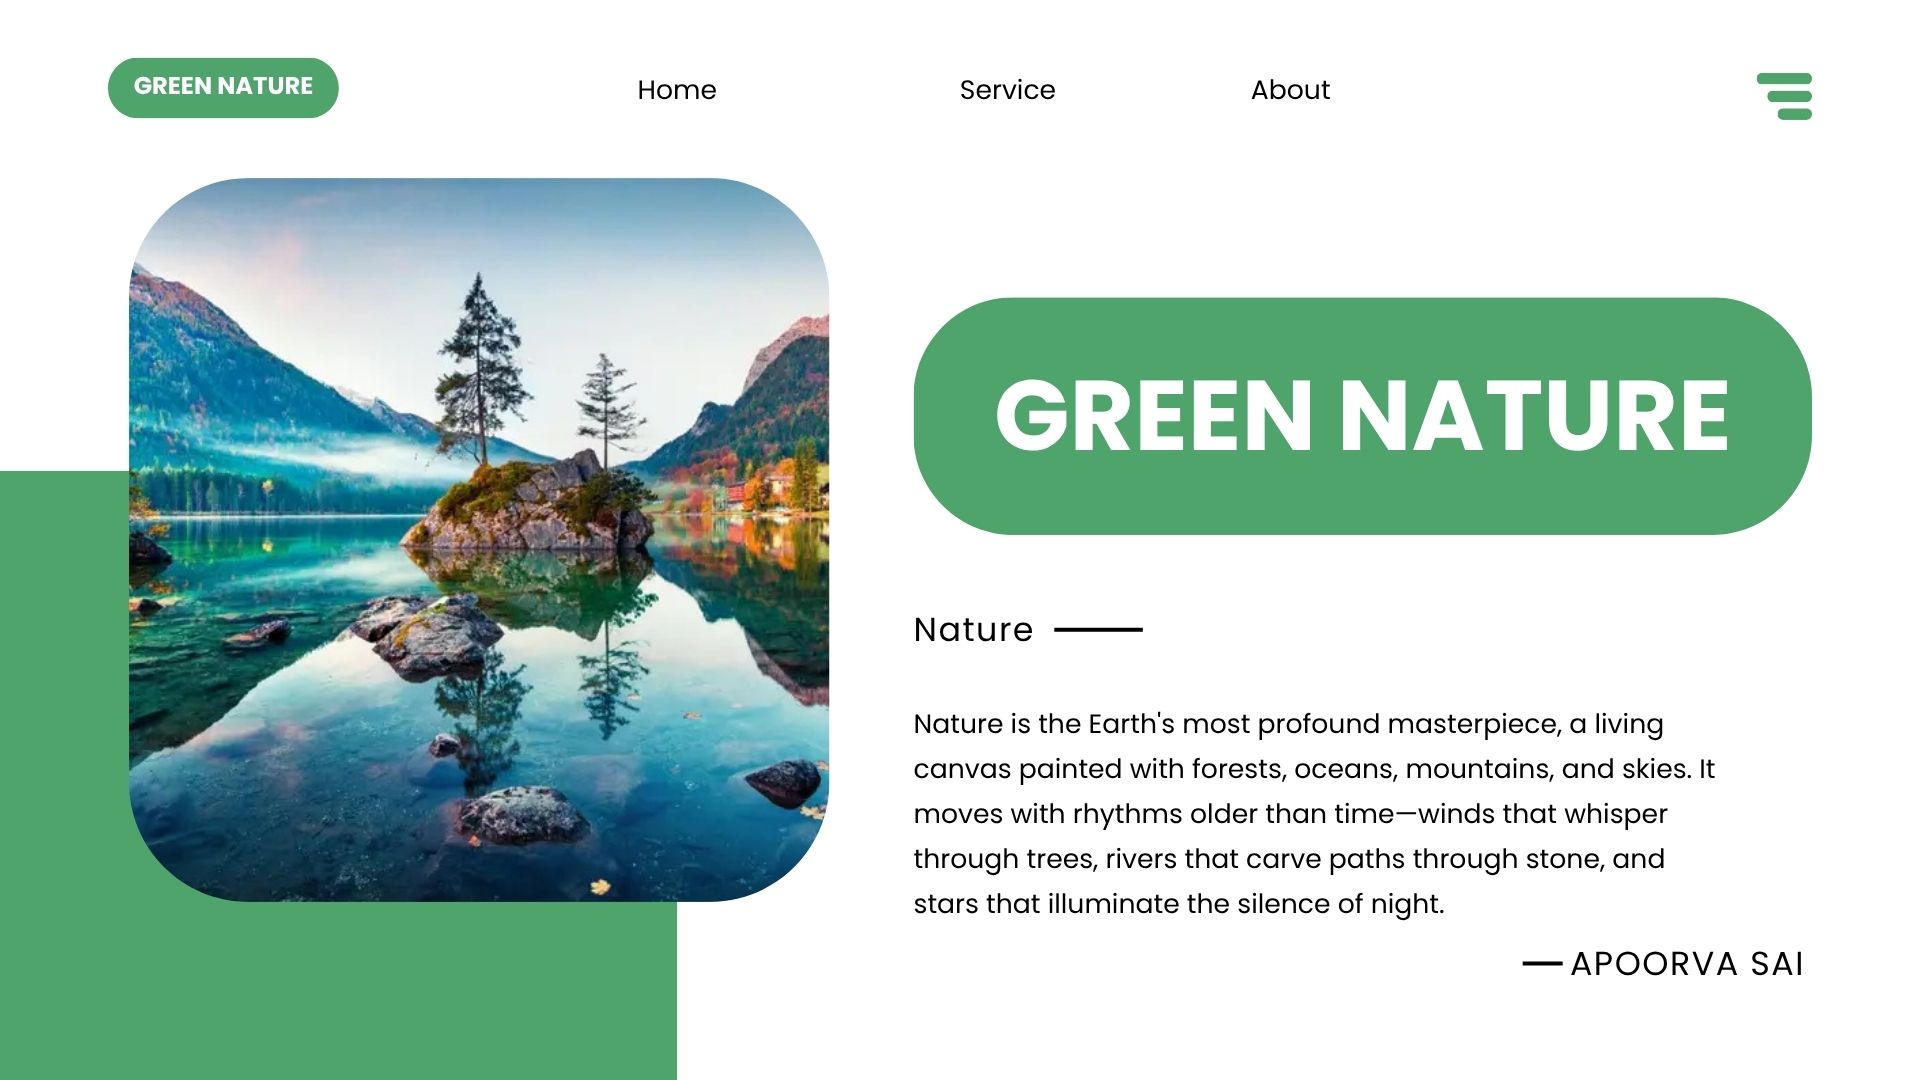 GREEN NATURE
Home
Service
About
GREEN NATURE
Nature
Nature is the Earth's most profound masterpiece, a living
canvas painted with forests, oceans, mountains, and skies. It
moves with rhythms older than time—winds that whisper
through trees, rivers that carve paths through stone, and
stars that illuminate the silence of night.
— APOORVA SAI